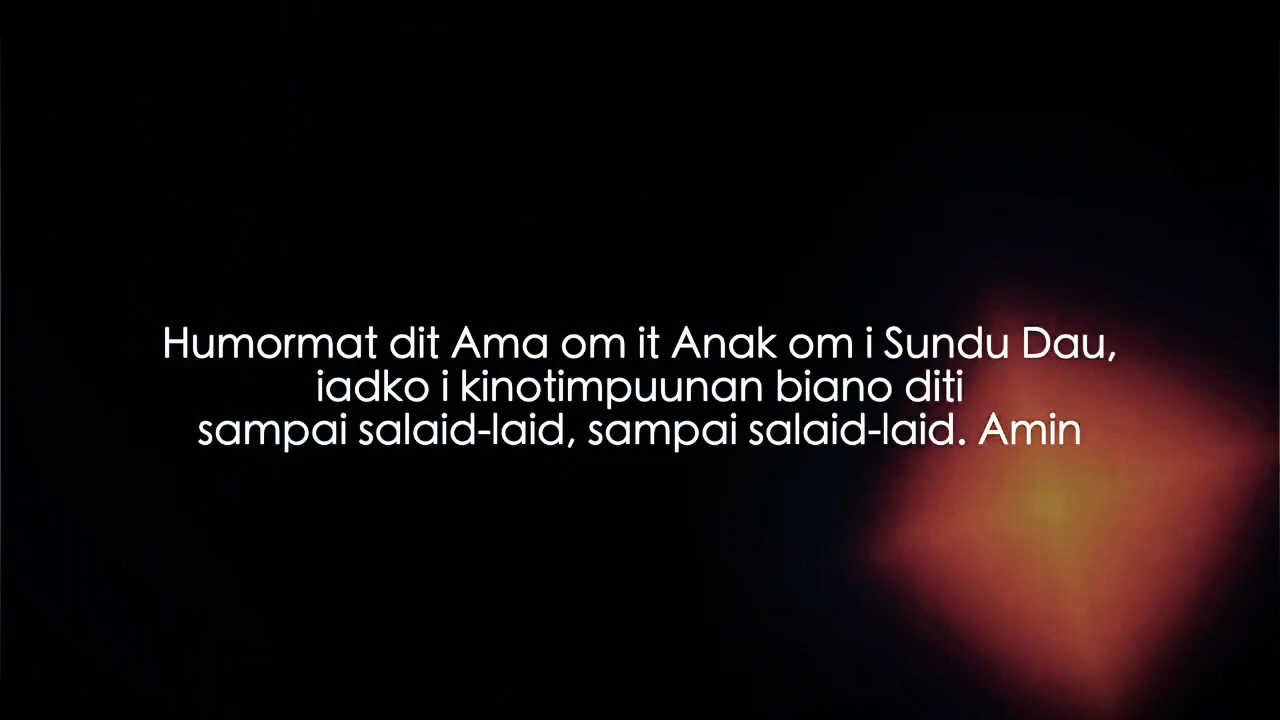 Humormat dit Ama om it Anak om i Sundu Dau,
iadko i kinotimpuunan biano diti
sampai salaid-laid, sampai salaid-laid. Amin